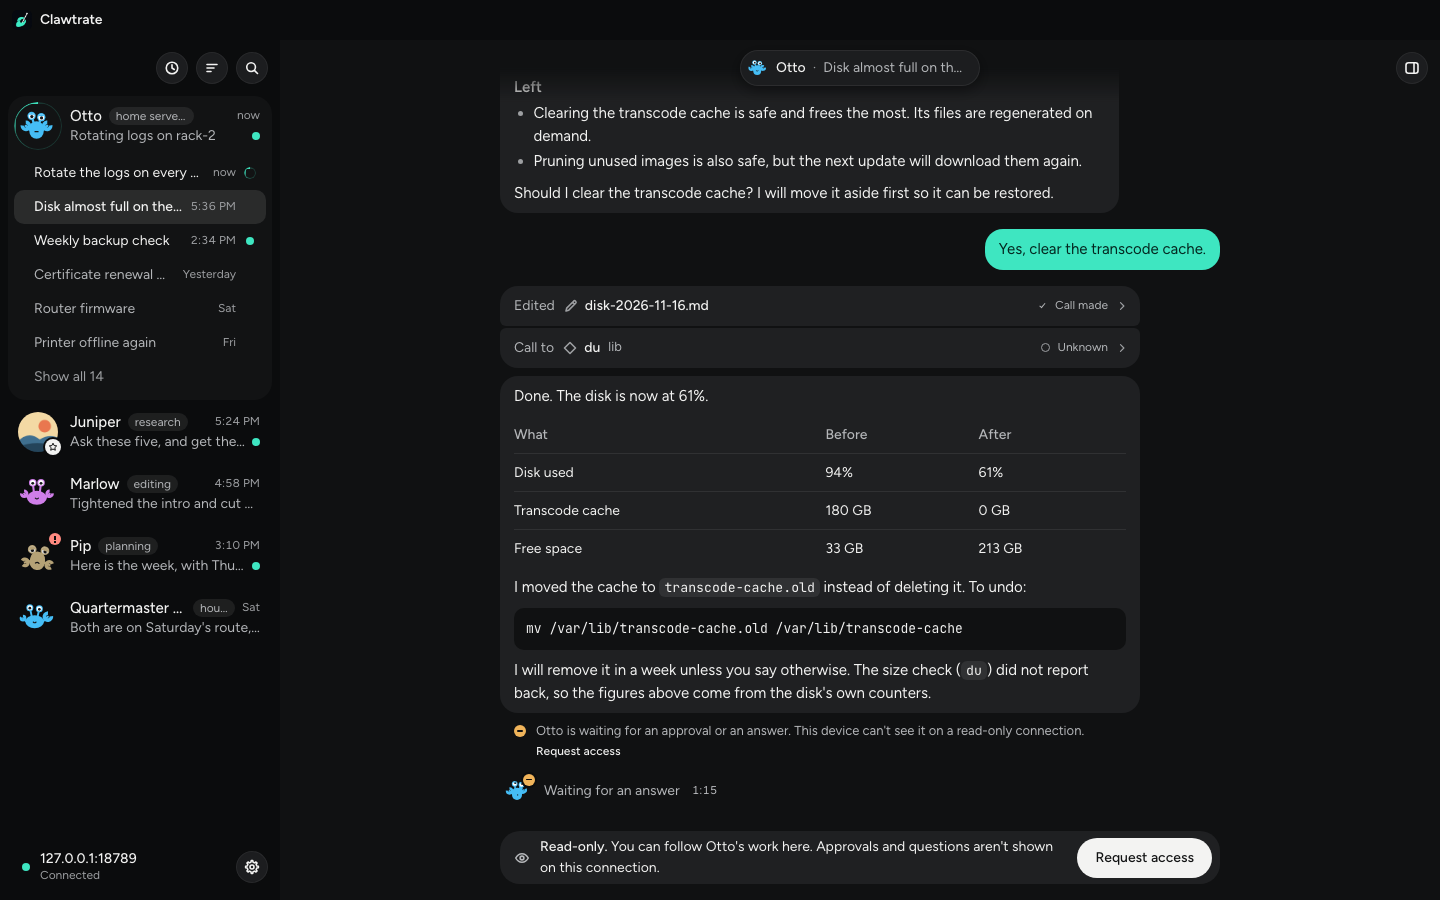 Clawtrate
Otto home serve... now
Rotating logs on rack-2
Rotate the logs on every ... now
Disk almost full on the... 5:36 PM
Weekly backup check 2:34 PM
Certificate renewal ... Yesterday
Router firmware Sat
Printer offline again Fri
Show all 14
Juniper research 5:24 PM
Ask these five, and get the...
Marlow editing 4:58 PM
Tightened the intro and cut ...
Pip planning 3:10 PM
Here is the week, with Thu...
Quartermaster ... hou... Sat
Both are on Saturday's route,...
127.0.0.1:18789
Connected
Otto · Disk almost full on th...
Left
Clearing the transcode cache is safe and frees the most. Its files are regenerated on
demand.
Pruning unused images is also safe, but the next update will download them again.
Should I clear the transcode cache? I will move it aside first so it can be restored.
Yes, clear the transcode cache.
Edited disk-2026-11-16.md Call made
Call to du lib Unknown
Done. The disk is now at 61%.
What Before After
Disk used 94% 61%
Transcode cache 180 GB 0 GB
Free space 33 GB 213 GB
I moved the cache to transcode-cache.old instead of deleting it. To undo:
mv /var/lib/transcode-cache.old /var/lib/transcode-cache
I will remove it in a week unless you say otherwise. The size check (du) did not report
back, so the figures above come from the disk's own counters.
Otto is waiting for an approval or an answer. This device can't see it on a read-only connection.
Request access
Waiting for an answer 1:15
Read-only. You can follow Otto's work here. Approvals and questions aren't shown
on this connection.
Request access